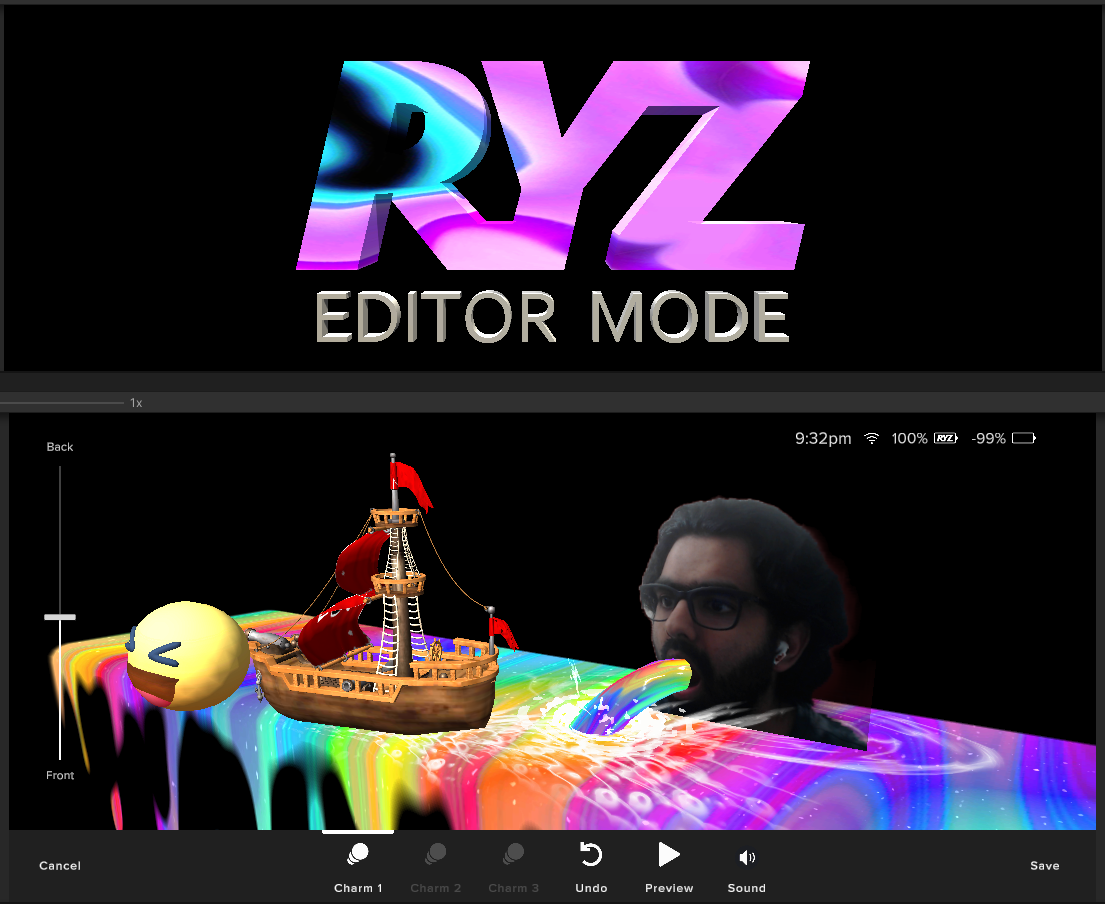 RYZ
EDITOR MODE
1x
Back
9:32pm 100% RYZ -99%
Front
Cancel
Charm 1 Charm 2 Charm 3 Undo Preview Sound
Save